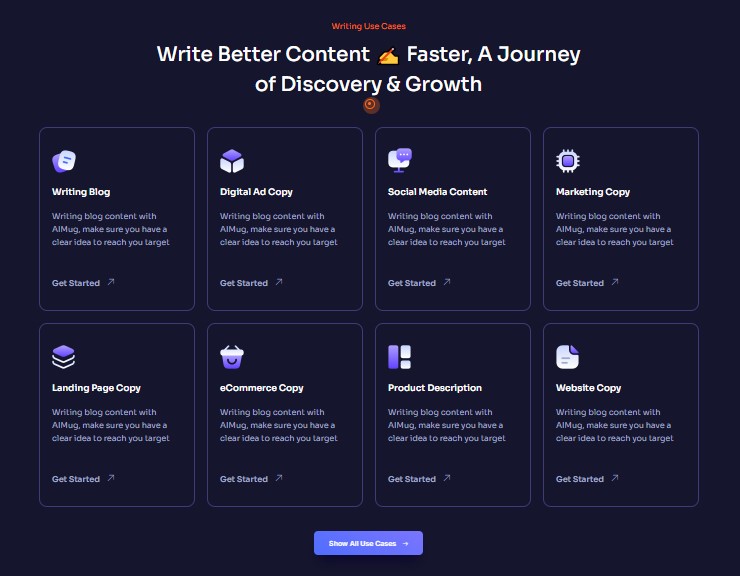 Writing Use Cases
Write Better Content ✍️ Faster, A Journey
of Discovery & Growth
Writing Blog
Writing blog content with
AIMug, make sure you have a
clear idea to reach you target
Get Started
Digital Ad Copy
Writing blog content with
AIMug, make sure you have a
clear idea to reach you target
Get Started
Social Media Content
Writing blog content with
AIMug, make sure you have a
clear idea to reach you target
Get Started
Marketing Copy
Writing blog content with
AIMug, make sure you have a
clear idea to reach you target
Get Started
Landing Page Copy
Writing blog content with
AIMug, make sure you have a
clear idea to reach you target
Get Started
eCommerce Copy
Writing blog content with
AIMug, make sure you have a
clear idea to reach you target
Get Started
Product Description
Writing blog content with
AIMug, make sure you have a
clear idea to reach you target
Get Started
Website Copy
Writing blog content with
AIMug, make sure you have a
clear idea to reach you target
Get Started
Show All Use Cases